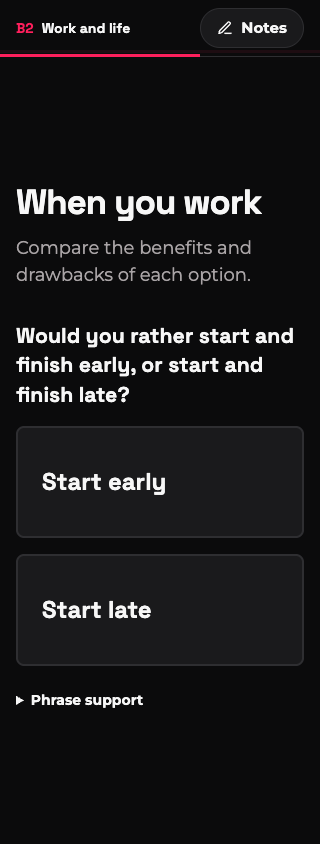 B2 Work and life
Notes
When you work
Compare the benefits and
drawbacks of each option.
Would you rather start and
finish early, or start and
finish late?
Start early
Start late
Phrase support